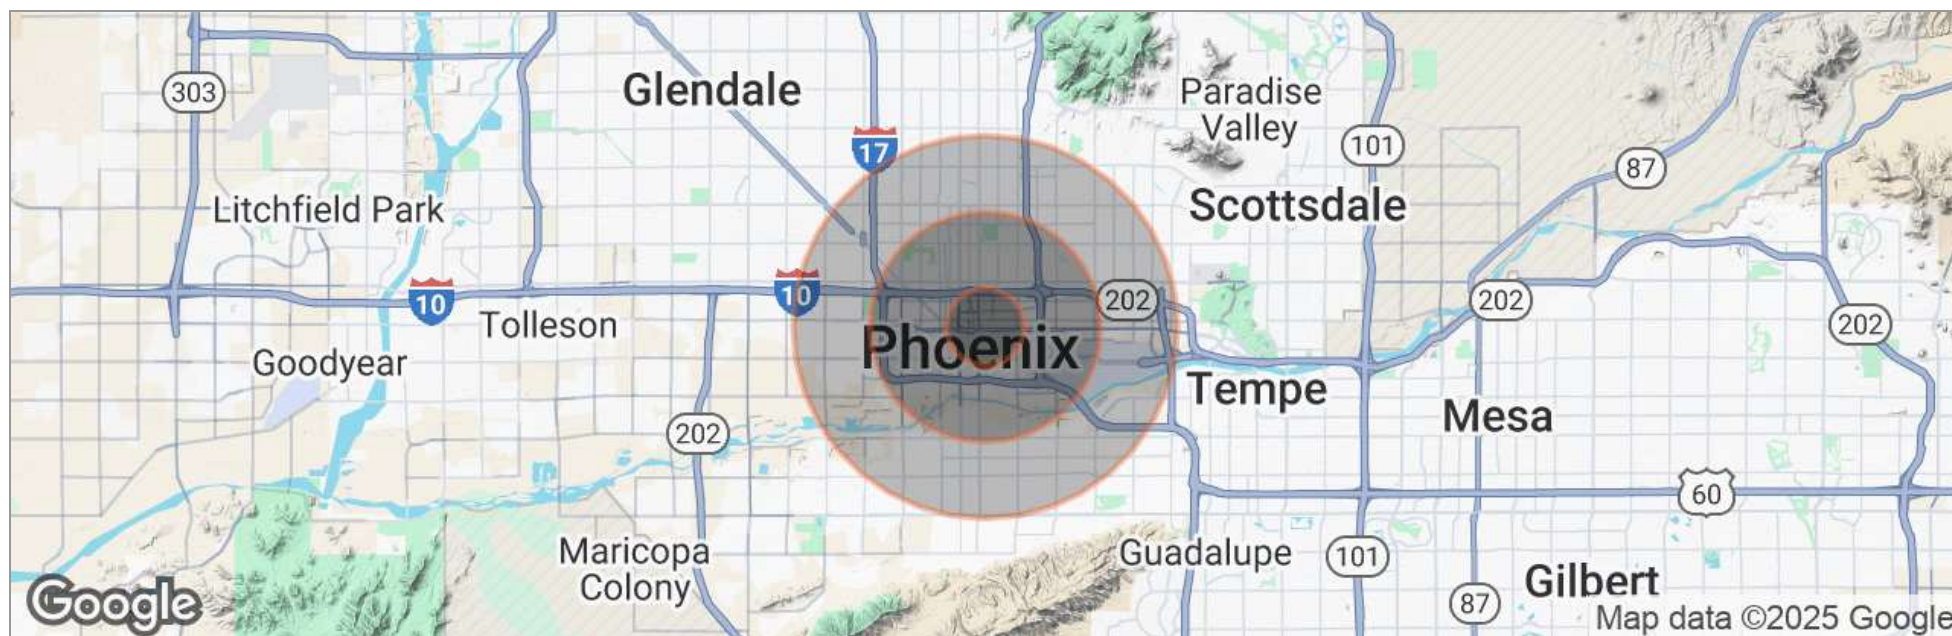 303
Glendale
17
Paradise
Valley
101
87
Litchfield Park
Scottsdale
10
10
202
202
202
Tolleson
Phoenix
Goodyear
Tempe
Mesa
202
60
Maricopa
Colony
Guadalupe
101
Gilbert
87
Google
Map data ©2025 Google